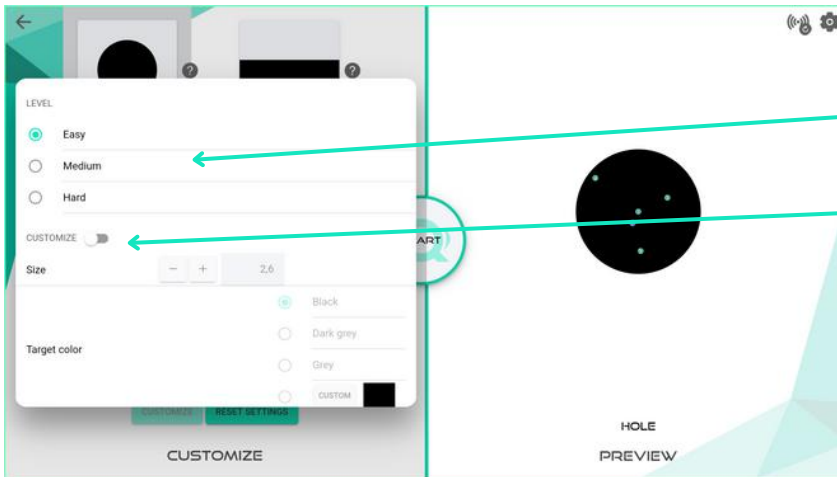 LEVEL
Easy
Medium
Hard
CUSTOMIZE
Size − + 2,6
Target color
Black
Dark grey
Grey
CUSTOM
ART
CUSTOMIZE RESET SETTINGS
CUSTOMIZE
HOLE
PREVIEW